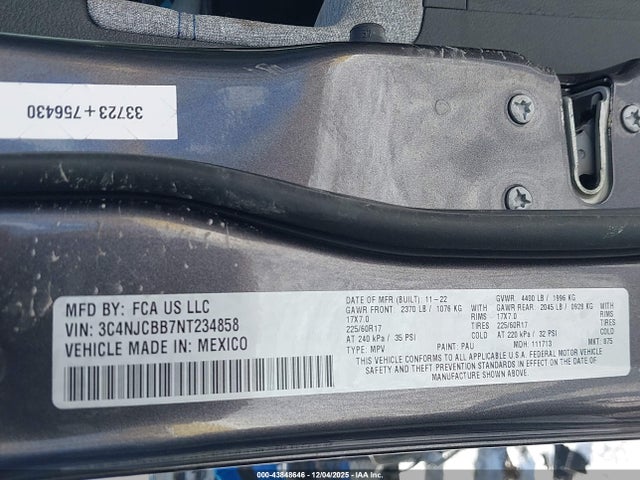 33723+756430
MFD BY: FCA US LLC
VIN: 3C4NJCBB7NT234858
VEHICLE MADE IN: MEXICO
DATE OF MFR (BUILT): 11-22 GVWR: 4400 LB / 1996 KG
GAWR FRONT: 2370 LB / 1076 KG GAWR REAR: 2045 LB / 0929 KG
17X7.0 RIMS 17X7.0 RIMS
225/60R17 TIRES 225/60R17 TIRES
AT 240 kPa / 35 PSI COLD AT 220 kPa / 32 PSI COLD
TYPE: MPV PAINT: PAU MDH: 111713 MKT: 875
THIS VEHICLE CONFORMS TO ALL APPLICABLE U.S.A. FEDERAL MOTOR VEHICLE
SAFETY AND THEFT PREVENTION STANDARDS IN EFFECT ON THE DATE OF
MANUFACTURE SHOWN ABOVE.
000-43848646 - 12/04/2025 - IAAI.COM